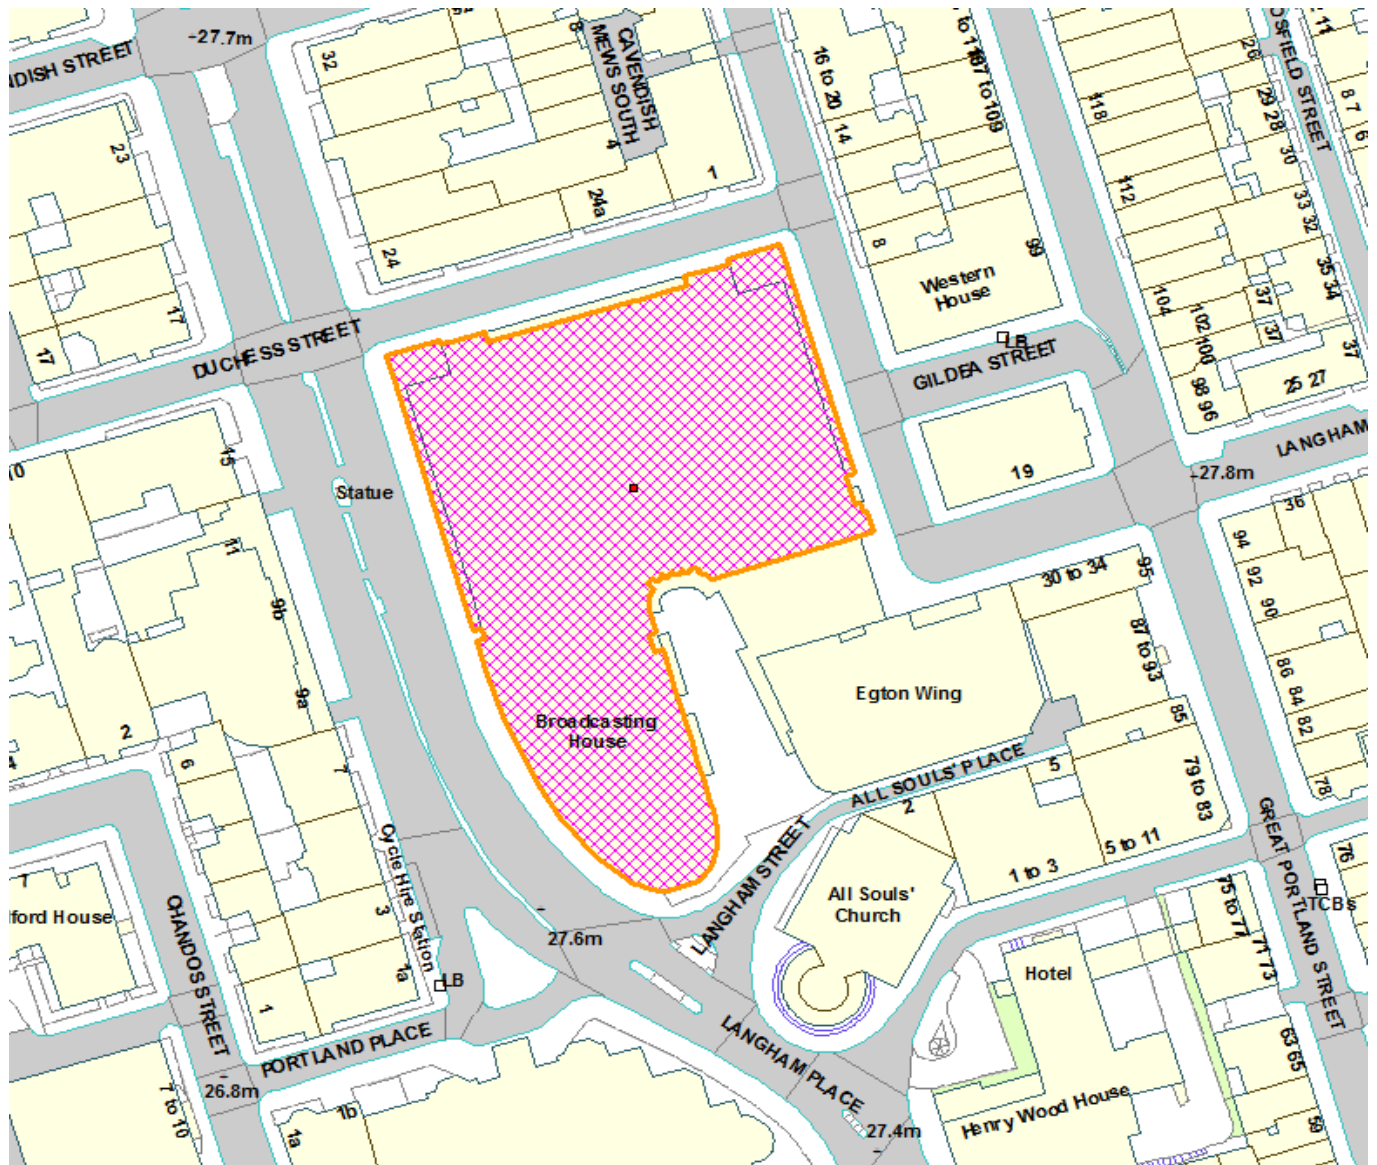 -27.7m
NDISH STREET
32
8
CAVENDISH
MEWS SOUTH
4
1
24a
24
23
17
17
16 to 20
14
8
107 to 109
99
Western
House
118
112
104
102
100
98 96
26
OSFIELD STREET
11
8 7
6
29 28
30
33 32
35 34
37
37
37
25 27
LB
GILDEA STREET
DUCHESS STREET
LANGHAM
19
-27.8m
36
10
15
Statue
11
9b
9a
2
6
7
94
92
90
86
84
82
78
30 to 34
95
87 to 93
85
79 to 83
Egton Wing
Broadcasting
House
ALL SOULS' PLACE
5
2
5 to 11
1 to 3
LANGHAM STREET
All Souls'
Church
GREAT PORTLAND STREET
76
TCBs
75 to 77
71 73
63 65
59
Cycle Hire Station
3
1a
1
LB
7
lford House
CHANDOS STREET
27.6m
PORTLAND PLACE
26.8m
7 to 10
1a
1b
LANGHAM PLACE
27.4m
Hotel
Henry Wood House